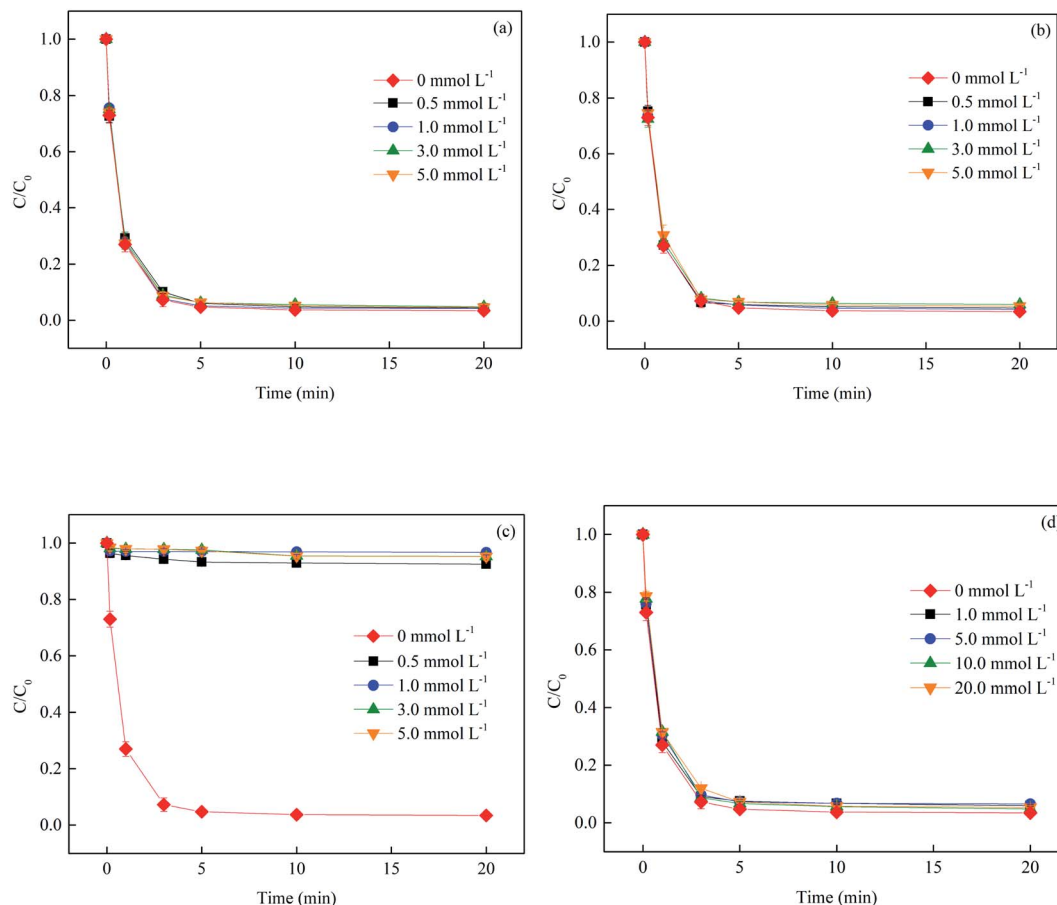 (a)
1.0
0.8
0.6
0.4
0.2
0.0
C/C₀
0 mmol L⁻¹
0.5 mmol L⁻¹
1.0 mmol L⁻¹
3.0 mmol L⁻¹
5.0 mmol L⁻¹
0 5 10 15 20
Time (min)
(b)
1.0
0.8
0.6
0.4
0.2
0.0
C/C₀
0 mmol L⁻¹
0.5 mmol L⁻¹
1.0 mmol L⁻¹
3.0 mmol L⁻¹
5.0 mmol L⁻¹
0 5 10 15 20
Time (min)
(c)
1.0
0.8
0.6
0.4
0.2
0.0
C/C₀
0 mmol L⁻¹
0.5 mmol L⁻¹
1.0 mmol L⁻¹
3.0 mmol L⁻¹
5.0 mmol L⁻¹
0 5 10 15 20
Time (min)
(d)
1.0
0.8
0.6
0.4
0.2
0.0
C/C₀
0 mmol L⁻¹
1.0 mmol L⁻¹
5.0 mmol L⁻¹
10.0 mmol L⁻¹
20.0 mmol L⁻¹
0 5 10 15 20
Time (min)